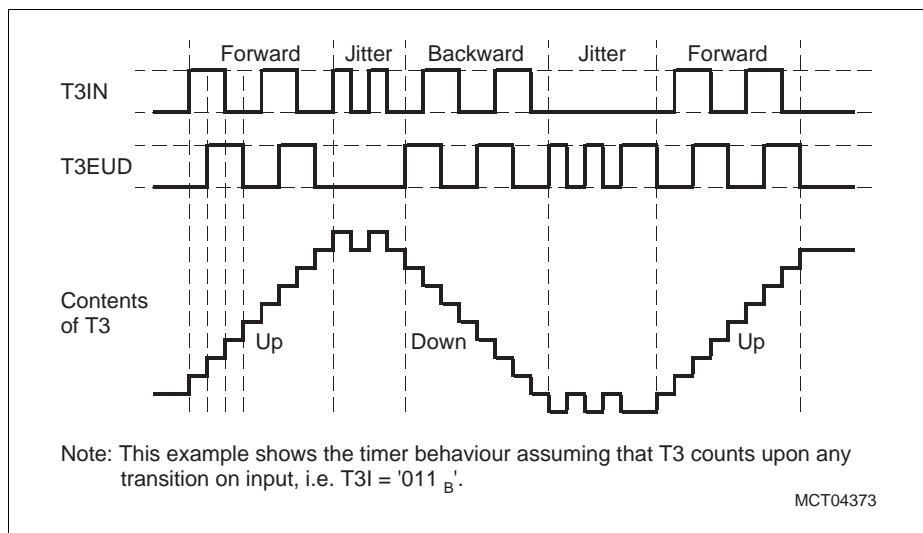 Forward Jitter Backward Jitter Forward
T3IN
T3EUD
Contents
of T3
Up Down Up
Note: This example shows the timer behaviour assuming that T3 counts upon any
transition on input, i.e. T3I = '011 B'.
MCT04373